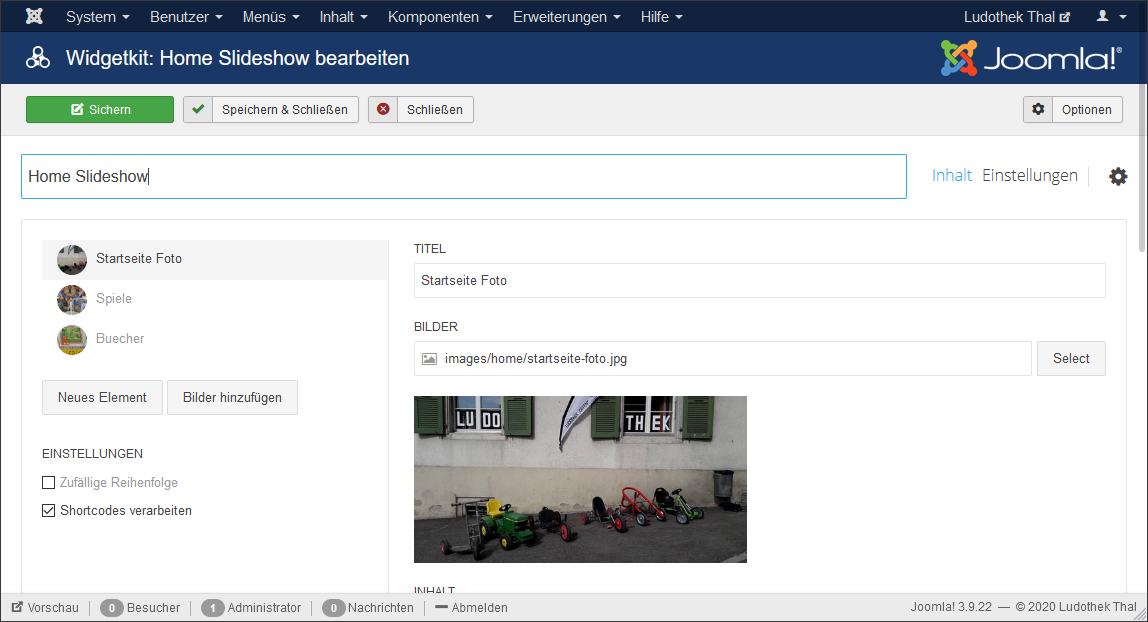 System Benutzer Menüs Inhalt Komponenten Erweiterungen Hilfe Ludothek Thal
Widgetkit: Home Slideshow bearbeiten Joomla!®
Sichern Speichern & Schließen Schließen Optionen
Home Slideshow Inhalt Einstellungen
Startseite Foto
Spiele
Buecher
Neues Element Bilder hinzufügen
EINSTELLUNGEN
Zufällige Reihenfolge
Shortcodes verarbeiten
TITEL
Startseite Foto
BILDER
images/home/startseite-foto.jpg Select
LUDO THEK
INHALT
Vorschau 0 Besucher 1 Administrator 0 Nachrichten Abmelden Joomla! 3.9.22 — © 2020 Ludothek Thal